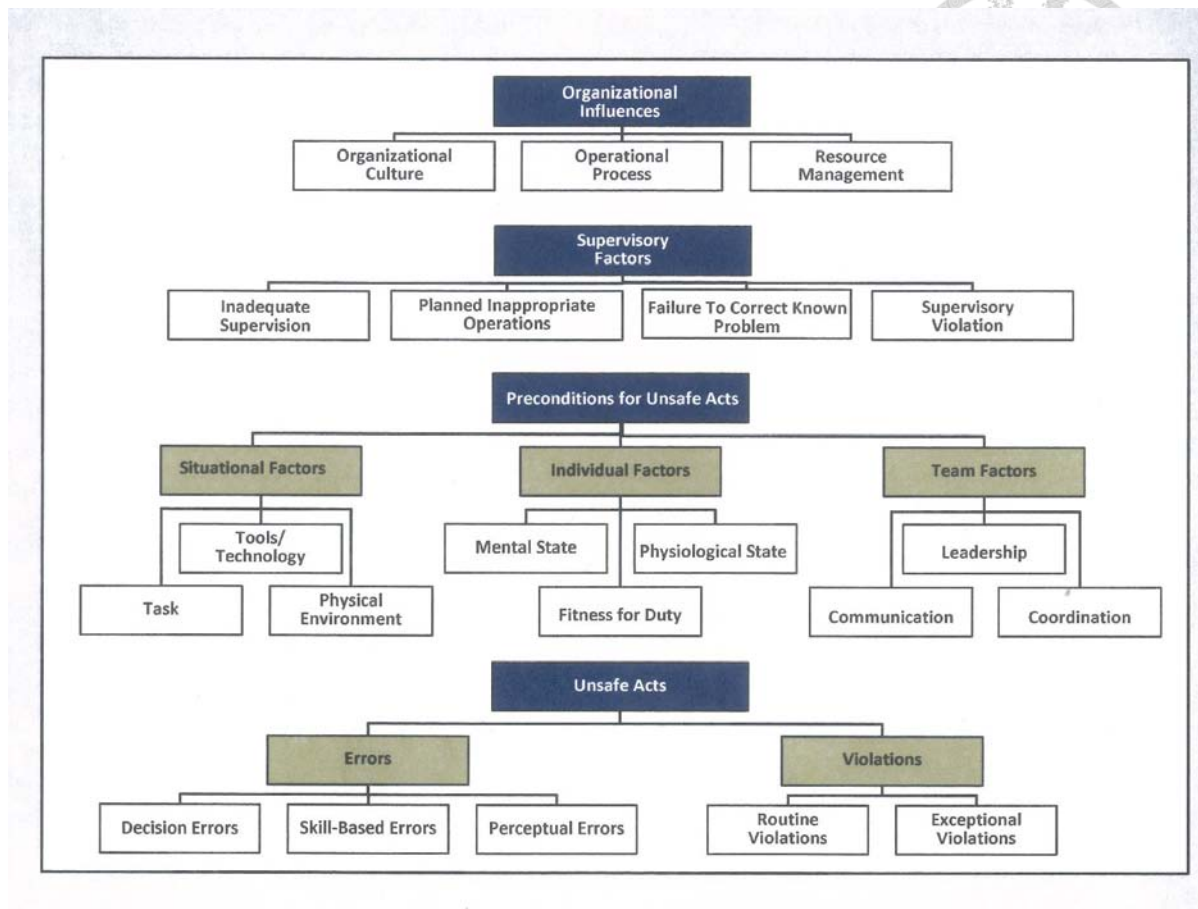 Organizational
Influences
Organizational
Culture
Operational
Process
Resource
Management
Supervisory
Factors
Inadequate
Supervision
Planned Inappropriate
Operations
Failure To Correct Known
Problem
Supervisory
Violation
Preconditions for Unsafe Acts
Situational Factors
Individual Factors
Team Factors
Tools/
Technology
Task
Physical
Environment
Mental State
Physiological State
Fitness for Duty
Leadership
Communication
Coordination
Unsafe Acts
Errors
Violations
Decision Errors
Skill-Based Errors
Perceptual Errors
Routine
Violations
Exceptional
Violations